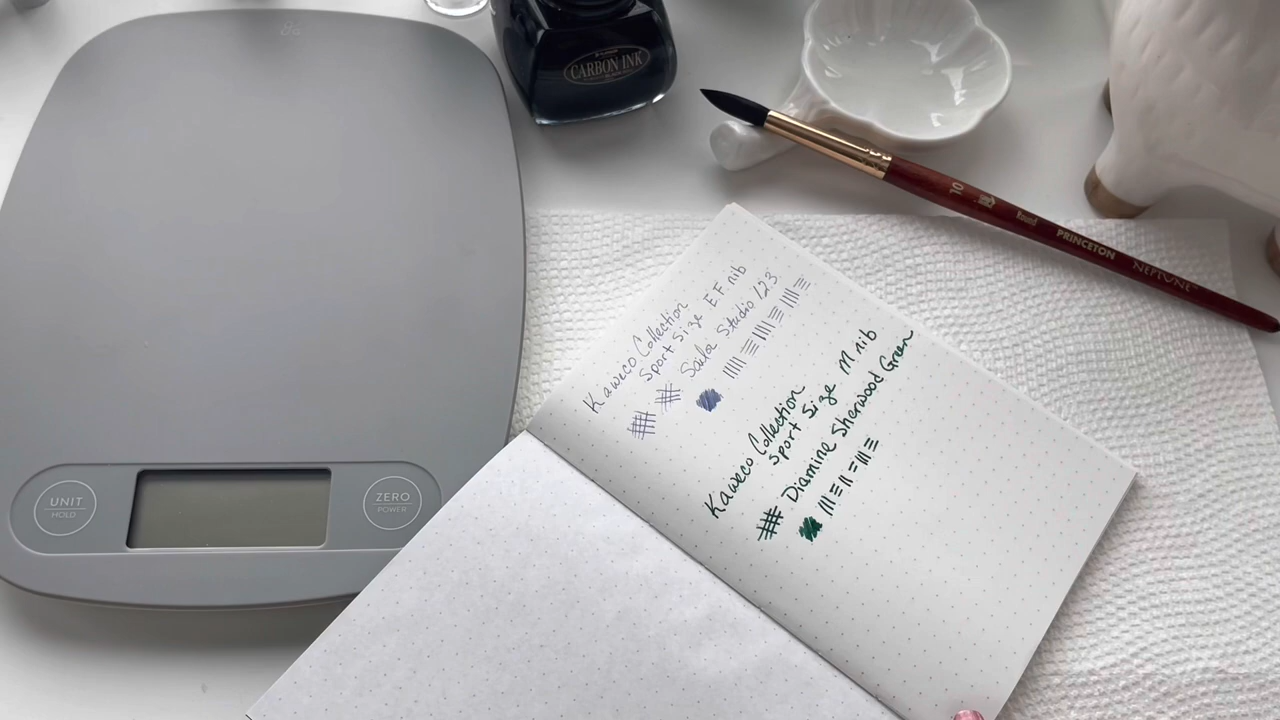 UNIT
HOLD
ZERO
POWER
CARBON INK
10
Round
PRINCETON
NEPTUNE
Kaweco Collection
Sport Size EF nib
Sailor Studio 123
Kaweco Collection
Sport Size M nib
Diamine Sherwood Green